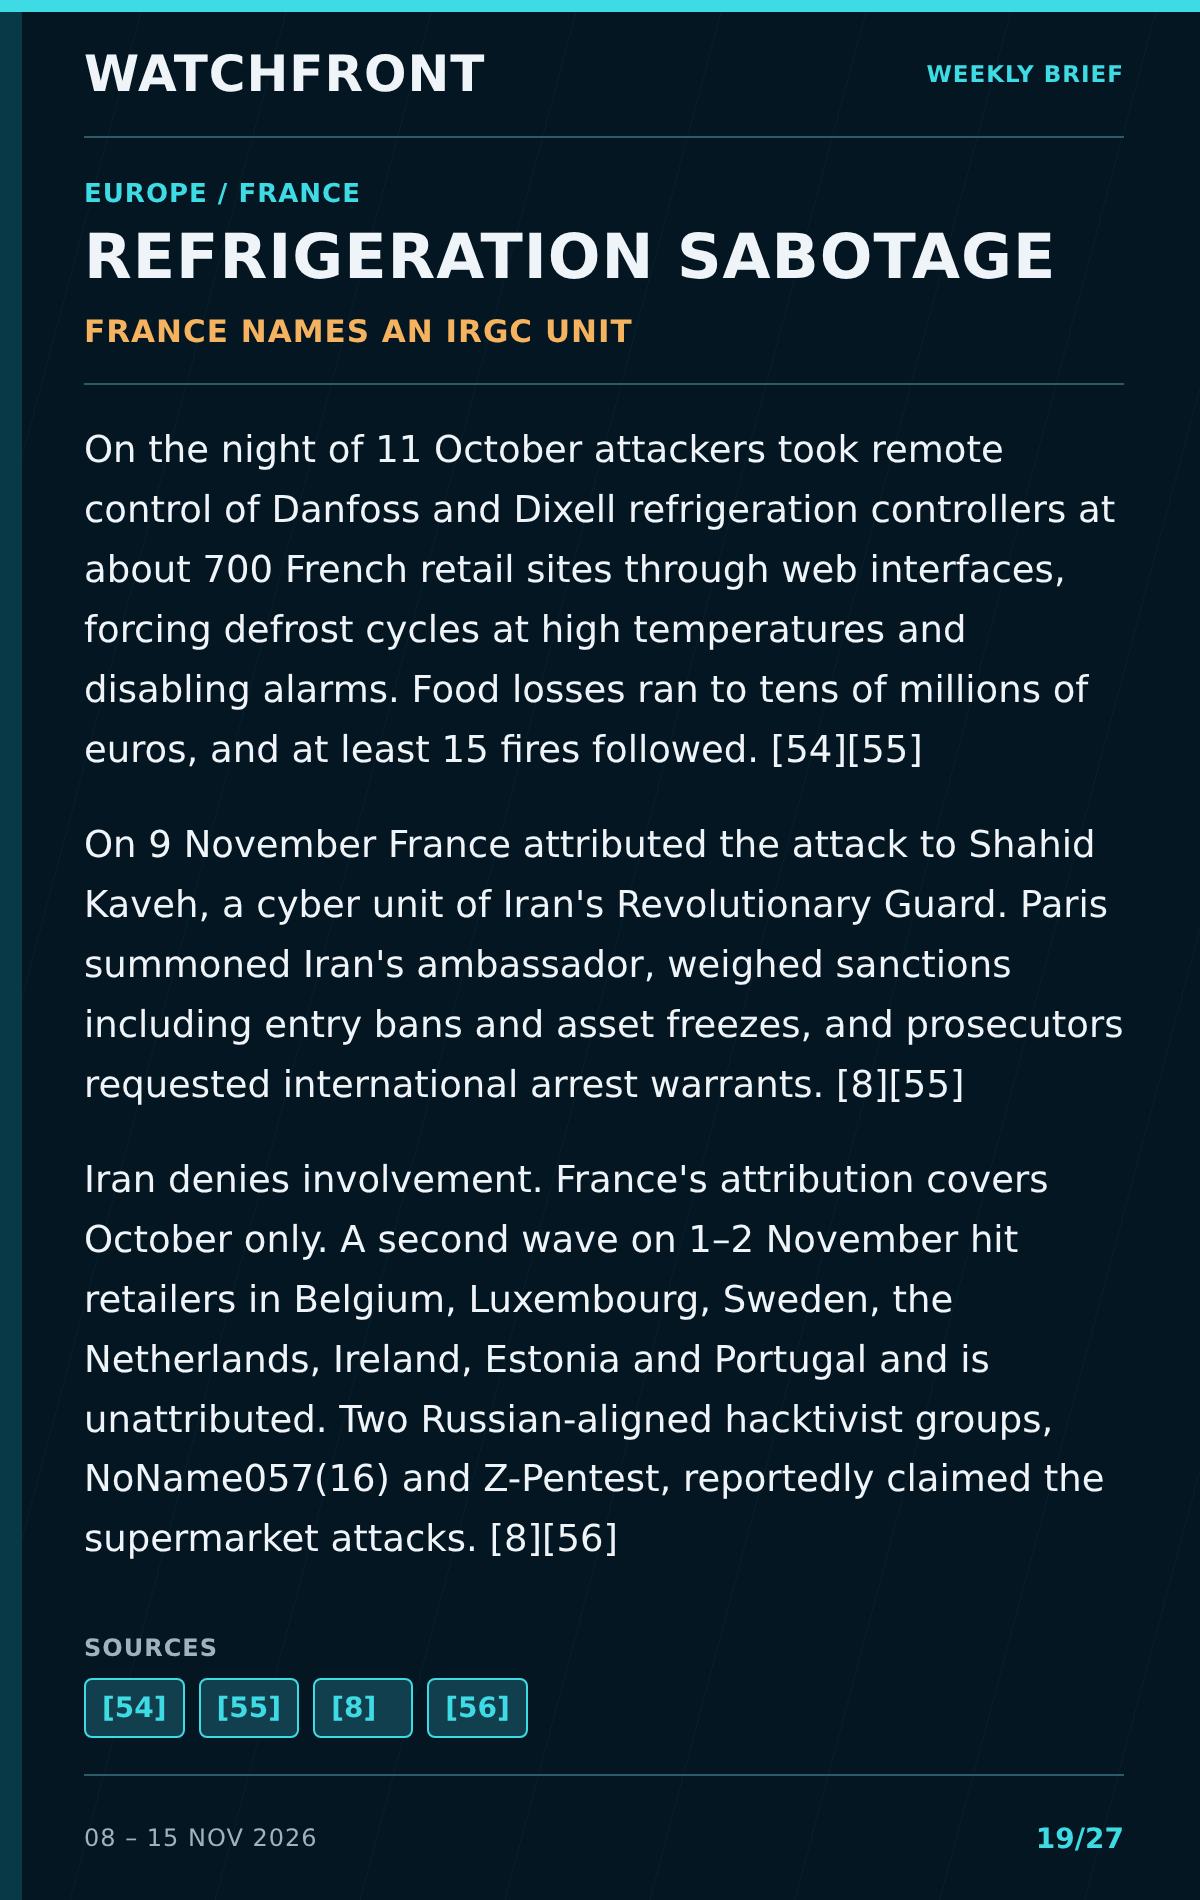 WATCHFRONT
WEEKLY BRIEF
EUROPE / FRANCE
REFRIGERATION SABOTAGE
FRANCE NAMES AN IRGC UNIT
On the night of 11 October attackers took remote
control of Danfoss and Dixell refrigeration controllers at
about 700 French retail sites through web interfaces,
forcing defrost cycles at high temperatures and
disabling alarms. Food losses ran to tens of millions of
euros, and at least 15 fires followed. [54][55]
On 9 November France attributed the attack to Shahid
Kaveh, a cyber unit of Iran's Revolutionary Guard. Paris
summoned Iran's ambassador, weighed sanctions
including entry bans and asset freezes, and prosecutors
requested international arrest warrants. [8][55]
Iran denies involvement. France's attribution covers
October only. A second wave on 1–2 November hit
retailers in Belgium, Luxembourg, Sweden, the
Netherlands, Ireland, Estonia and Portugal and is
unattributed. Two Russian-aligned hacktivist groups,
NoName057(16) and Z-Pentest, reportedly claimed the
supermarket attacks. [8][56]
SOURCES
[54] [55] [8] [56]
08 – 15 NOV 2026
19/27